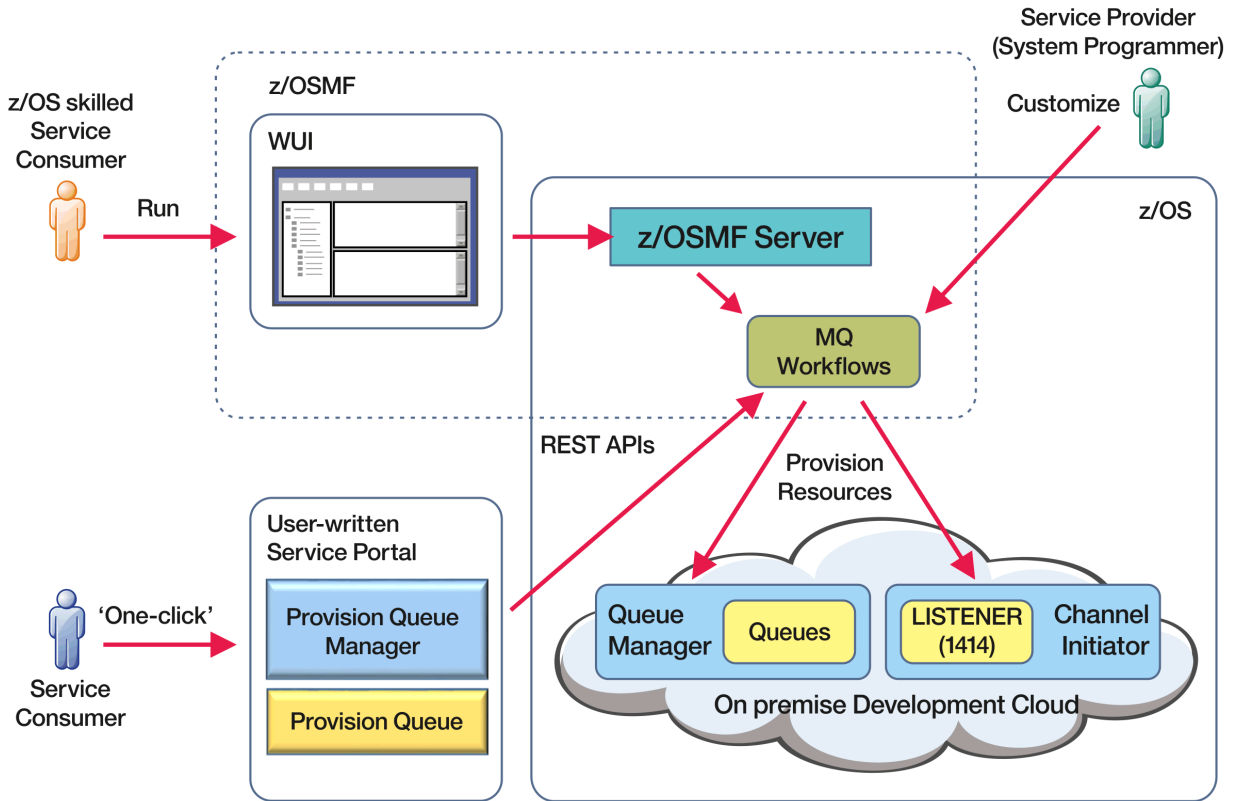 Service Provider
(System Programmer)
Customize
z/OSMF
z/OS skilled
Service
Consumer
Run
WUI
z/OS
z/OSMF Server
MQ
Workflows
REST APIs
Provision
Resources
User-written
Service Portal
Provision Queue
Manager
Provision Queue
'One-click'
Service
Consumer
Queue
Manager
Queues
LISTENER
(1414)
Channel
Initiator
On premise Development Cloud